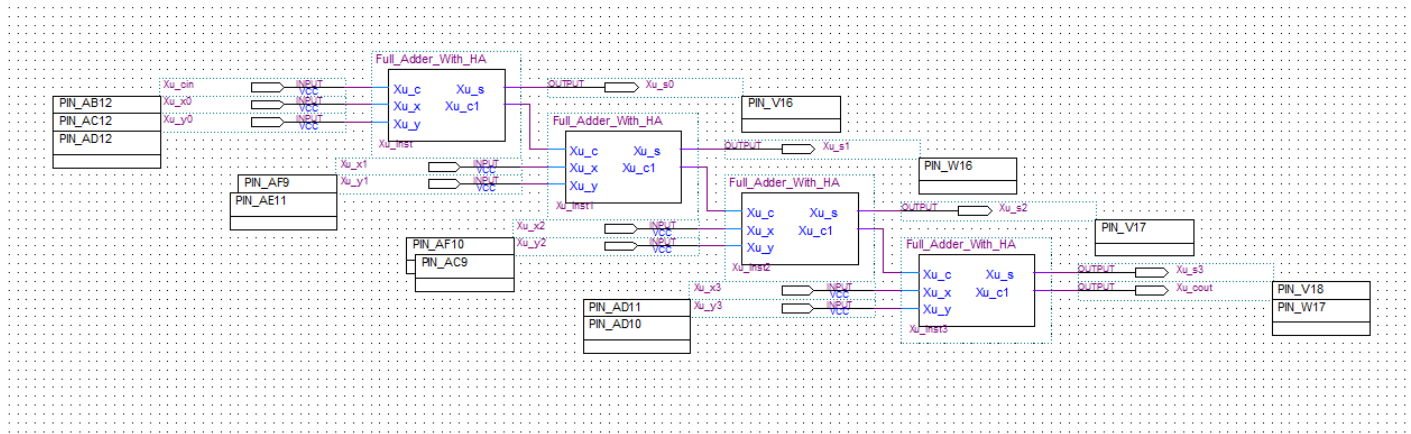 Full_Adder_With_HA
Xu_cin
INPUT
VCC
Xu_c
Xu_s
OUTPUT
Xu_s0
PIN_AB12
Xu_x0
INPUT
VCC
Xu_x
Xu_c1
PIN_V16
PIN_AC12
Xu_y0
INPUT
VCC
Xu_y
PIN_AD12
Xu_inst
Full_Adder_With_HA
Xu_c
Xu_s
OUTPUT
Xu_s1
Xu_x1
INPUT
VCC
Xu_x
Xu_c1
PIN_W16
PIN_AF9
Xu_y1
INPUT
VCC
Xu_y
PIN_AE11
Xu_inst1
Full_Adder_With_HA
Xu_c
Xu_s
OUTPUT
Xu_s2
Xu_x2
INPUT
VCC
Xu_x
Xu_c1
PIN_V17
PIN_AF10
Xu_y2
INPUT
VCC
Xu_y
PIN_AC9
Xu_inst2
Full_Adder_With_HA
Xu_c
Xu_s
OUTPUT
Xu_s3
Xu_x3
INPUT
VCC
Xu_x
Xu_c1
OUTPUT
Xu_cout
PIN_V18
PIN_AD11
Xu_y3
INPUT
VCC
Xu_y
PIN_W17
PIN_AD10
Xu_inst3